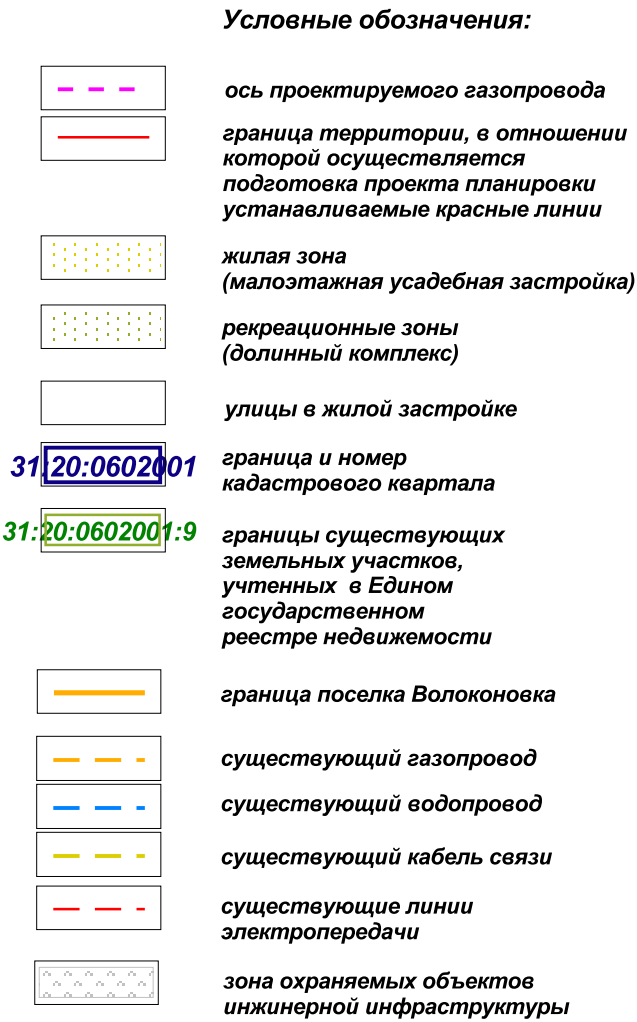 Условные обозначения:
ось проектируемого газопровода
граница территории, в отношении
которой осуществляется
подготовка проекта планировки
устанавливаемые красные линии
жилая зона
(малоэтажная усадебная застройка)
рекреационные зоны
(долинный комплекс)
улицы в жилой застройке
31:20:0602001
граница и номер
кадастрового квартала
31:20:0602001:9
границы существующих
земельных участков,
учтенных в Едином
государственном
реестре недвижемости
граница поселка Волоконовка
существующий газопровод
существующий водопровод
существующий кабель связи
существующие линии
электропередачи
зона охраняемых объектов
инжинерной инфраструктуры